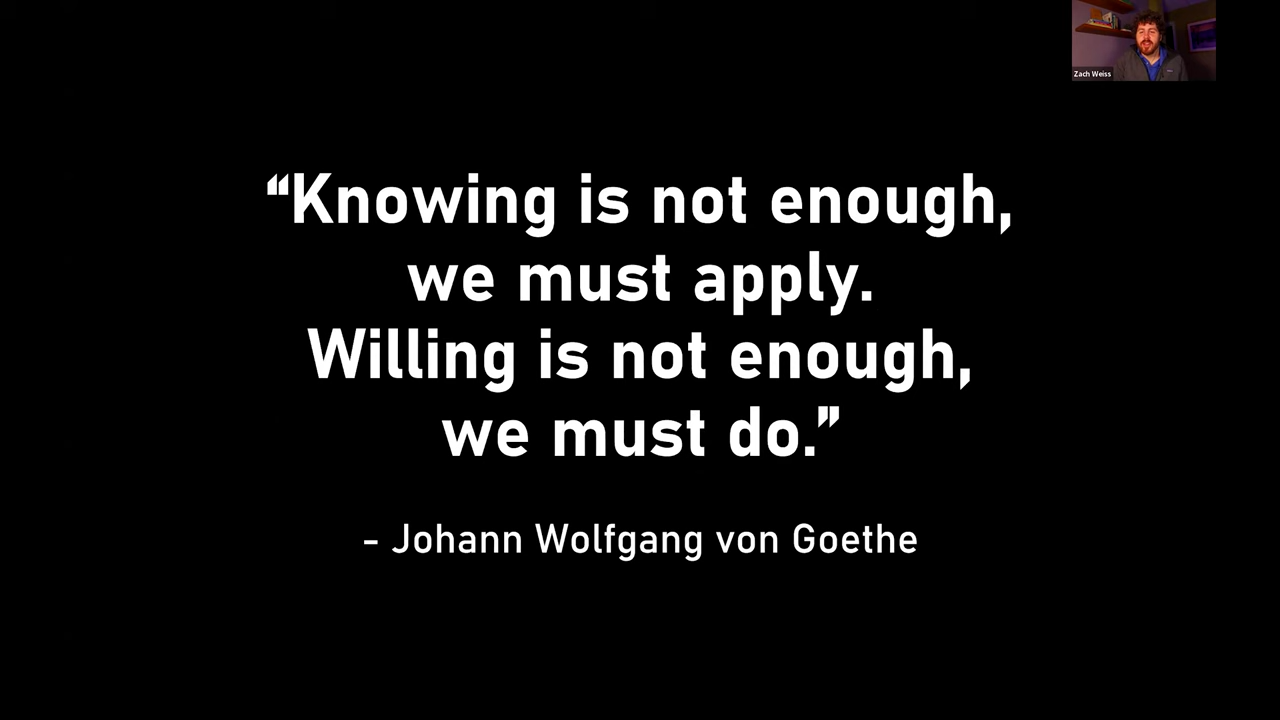 Zach Weiss
“Knowing is not enough,
we must apply.
Willing is not enough,
we must do.”
- Johann Wolfgang von Goethe